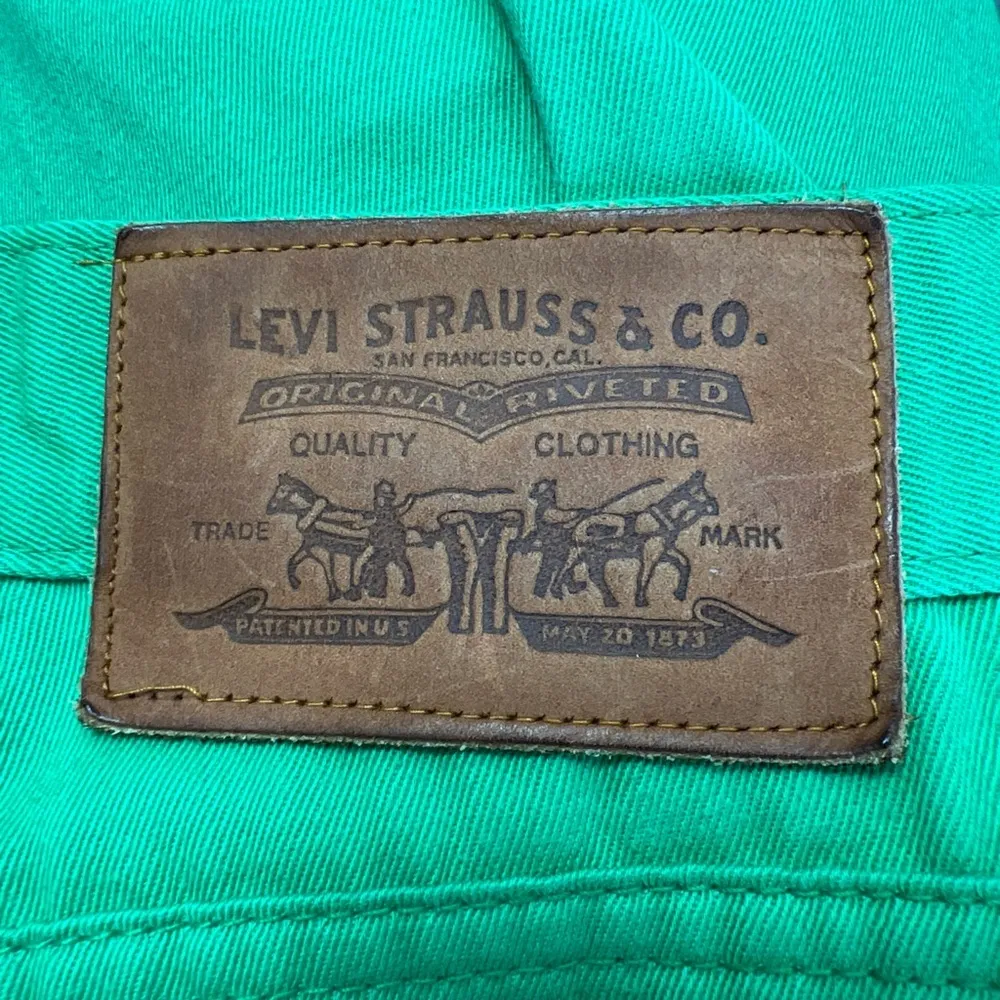 LEVI STRAUSS & CO.
SAN FRANCISCO, CAL.
ORIGINAL RIVETED
QUALITY CLOTHING
TRADE MARK
PATENTED IN U S MAY 20 1873